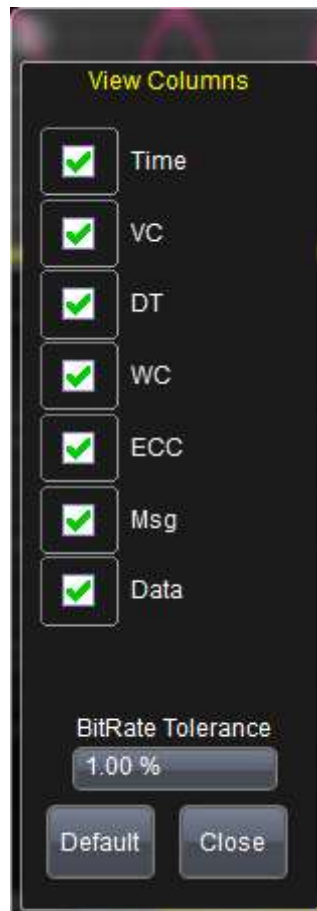 View Columns
Time
VC
DT
WC
ECC
Msg
Data
BitRate Tolerance
1.00 %
Default Close